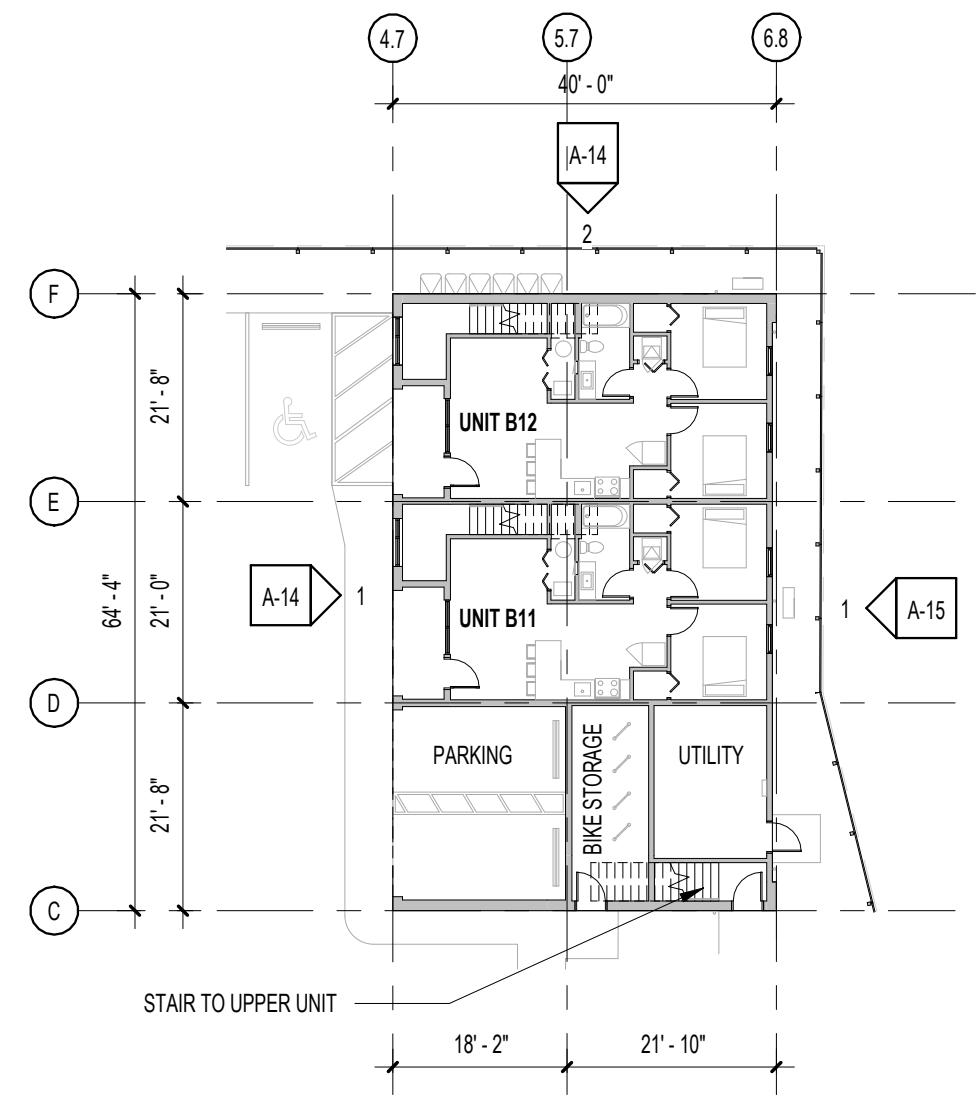 4.7
5.7
6.8
40' - 0"
A-14
2
F
21' - 8"
UNIT B12
E
64' - 4"
21' - 0"
A-14
1
UNIT B11
1
A-15
D
21' - 8"
PARKING
BIKE STORAGE
UTILITY
C
STAIR TO UPPER UNIT
18' - 2"
21' - 10"